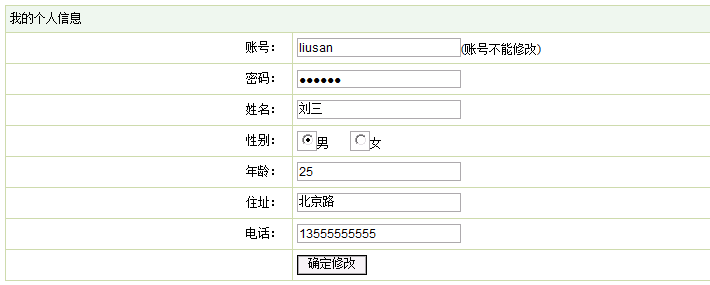 我的个人信息
账号： liusan (账号不能修改)
密码： ●●●●●●
姓名： 刘三
性别： 男 女
年龄： 25
住址： 北京路
电话： 13555555555
确定修改